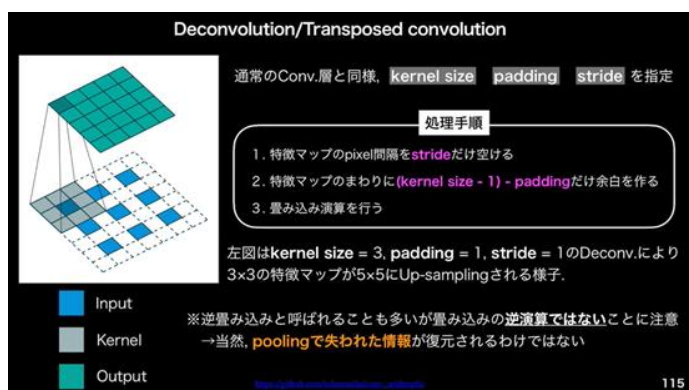 Deconvolution/Transposed convolution
通常のConv.層と同様, kernel size padding stride を指定
処理手順
1. 特徴マップのpixel間隔をstrideだけ空ける
2. 特徴マップのまわりに(kernel size - 1) - paddingだけ余白を作る
3. 畳み込み演算を行う
左図はkernel size = 3, padding = 1, stride = 1のDeconv.により
3×3の特徴マップが5×5にUp-samplingされる様子.
Input
Kernel
Output
※逆畳み込みと呼ばれることも多いが畳み込みの逆演算ではないことに注意
→当然, poolingで失われた情報が復元されるわけではない
115